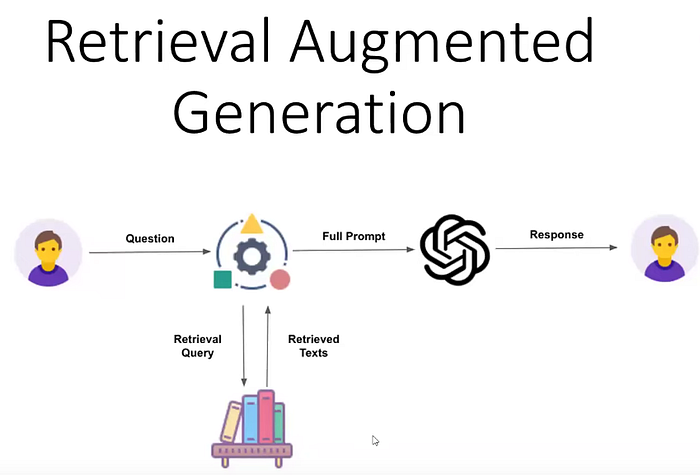 Retrieval Augmented
Generation
Question
Full Prompt
Response
Retrieval
Query
Retrieved
Texts